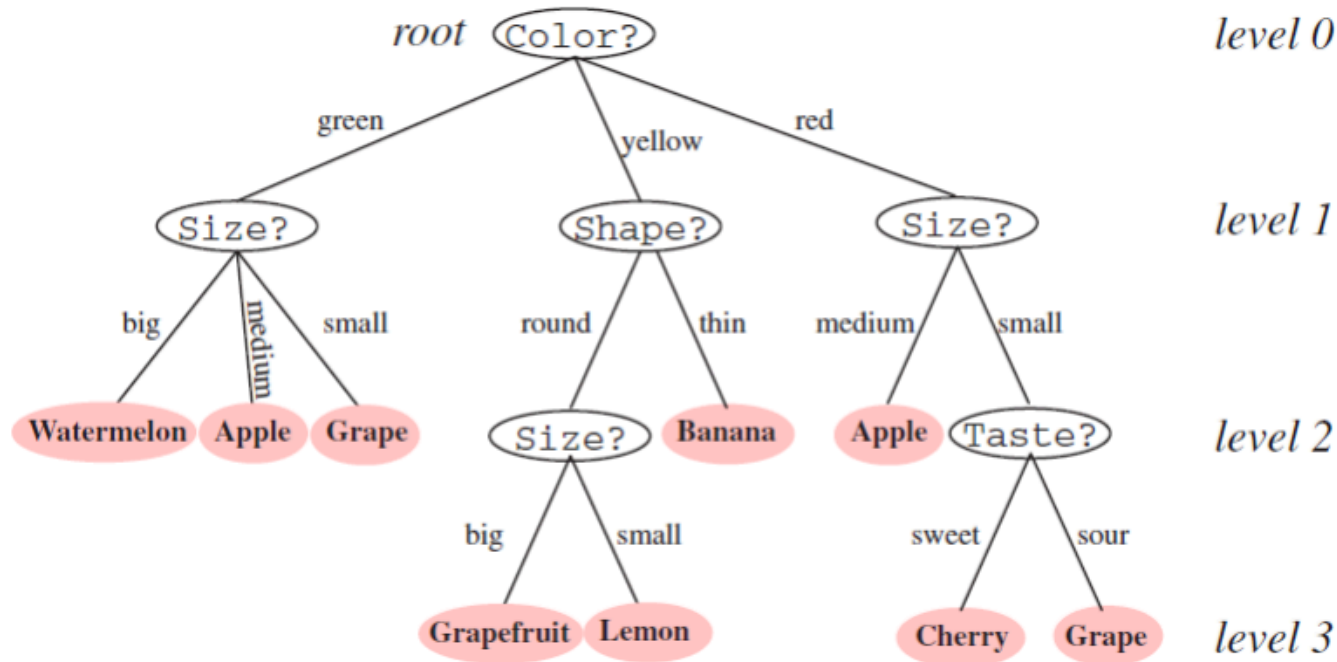 root Color? level 0
green yellow red
Size? Shape? Size? level 1
big medium small round thin medium small
Watermelon Apple Grape Size? Banana Apple Taste? level 2
big small sweet sour
Grapefruit Lemon Cherry Grape level 3